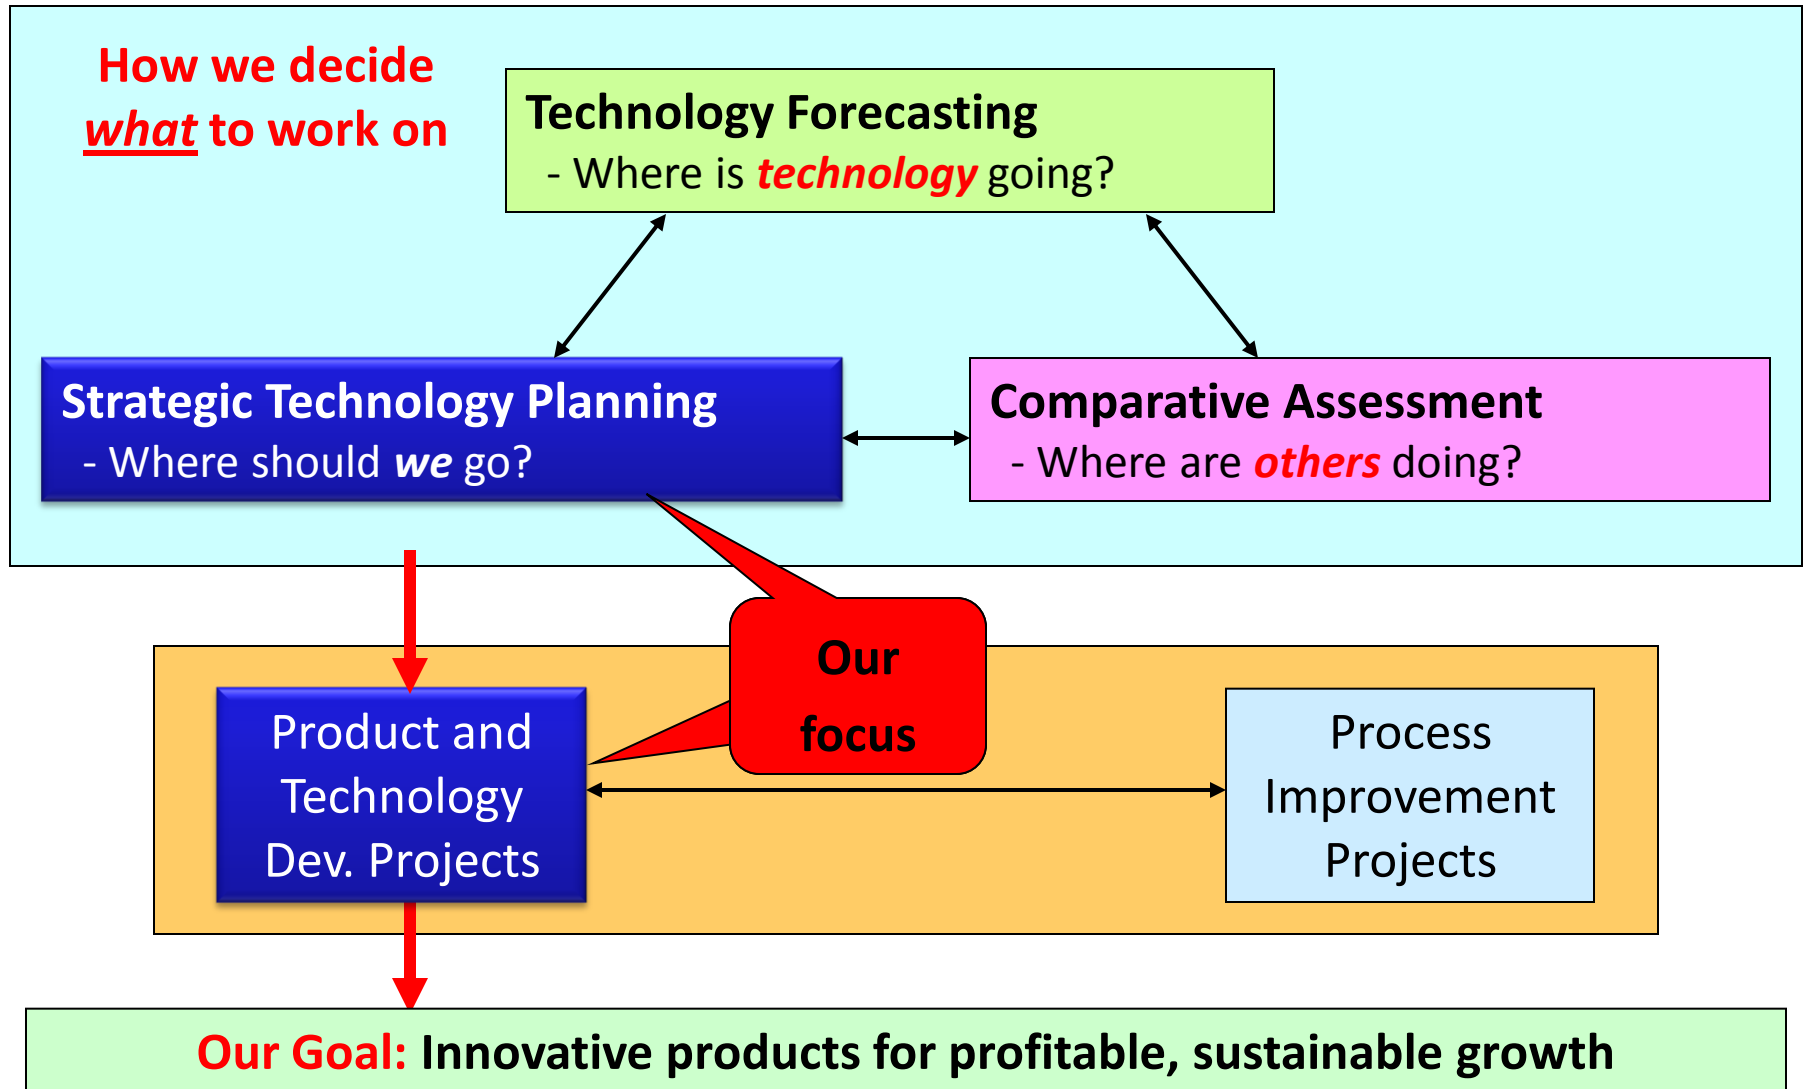 How we decide
what to work on
Technology Forecasting
- Where is technology going?
Strategic Technology Planning
- Where should we go?
Comparative Assessment
- Where are others doing?
Our
focus
Product and
Technology
Dev. Projects
Process
Improvement
Projects
Our Goal: Innovative products for profitable, sustainable growth